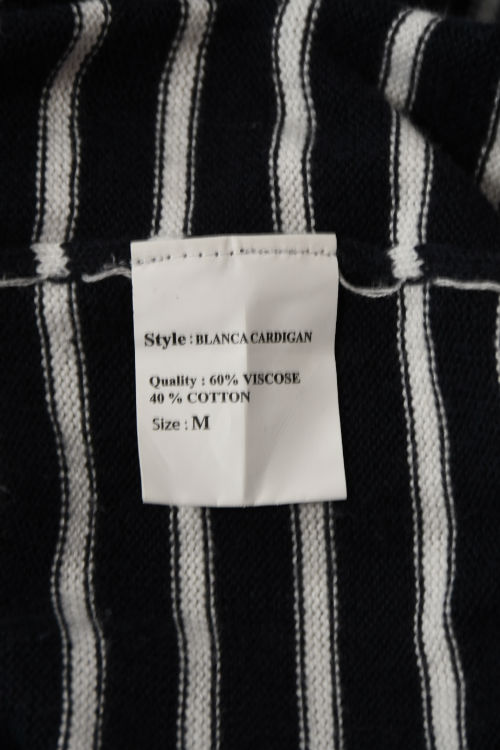 Style : BLANCA CARDIGAN
Quality : 60% VISCOSE
40 % COTTON
Size : M